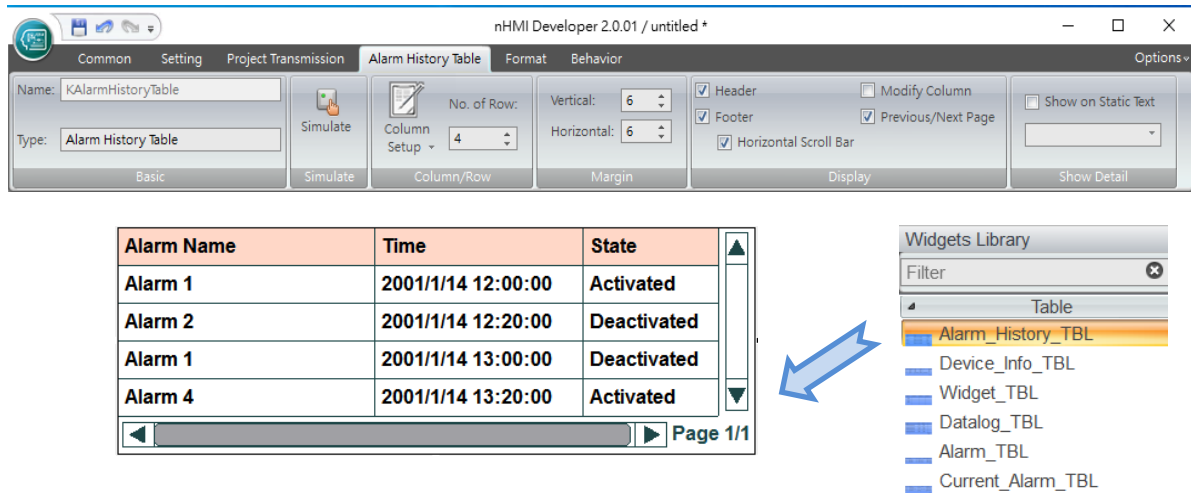 nHMI Developer 2.0.01 / untitled *
Common Setting Project Transmission Alarm History Table Format Behavior Options
Name: KAlarmHistoryTable
Type: Alarm History Table
Basic
Simulate
Simulate
Column Setup
No. of Row:
4
Column/Row
Vertical: 6
Horizontal: 6
Margin
Header
Footer
Horizontal Scroll Bar
Modify Column
Previous/Next Page
Display
Show on Static Text
Show Detail
Alarm Name Time State
Alarm 1 2001/1/14 12:00:00 Activated
Alarm 2 2001/1/14 12:20:00 Deactivated
Alarm 1 2001/1/14 13:00:00 Deactivated
Alarm 4 2001/1/14 13:20:00 Activated
Page 1/1
Widgets Library
Filter
Table
Alarm_History_TBL
Device_Info_TBL
Widget_TBL
Datalog_TBL
Alarm_TBL
Current_Alarm_TBL